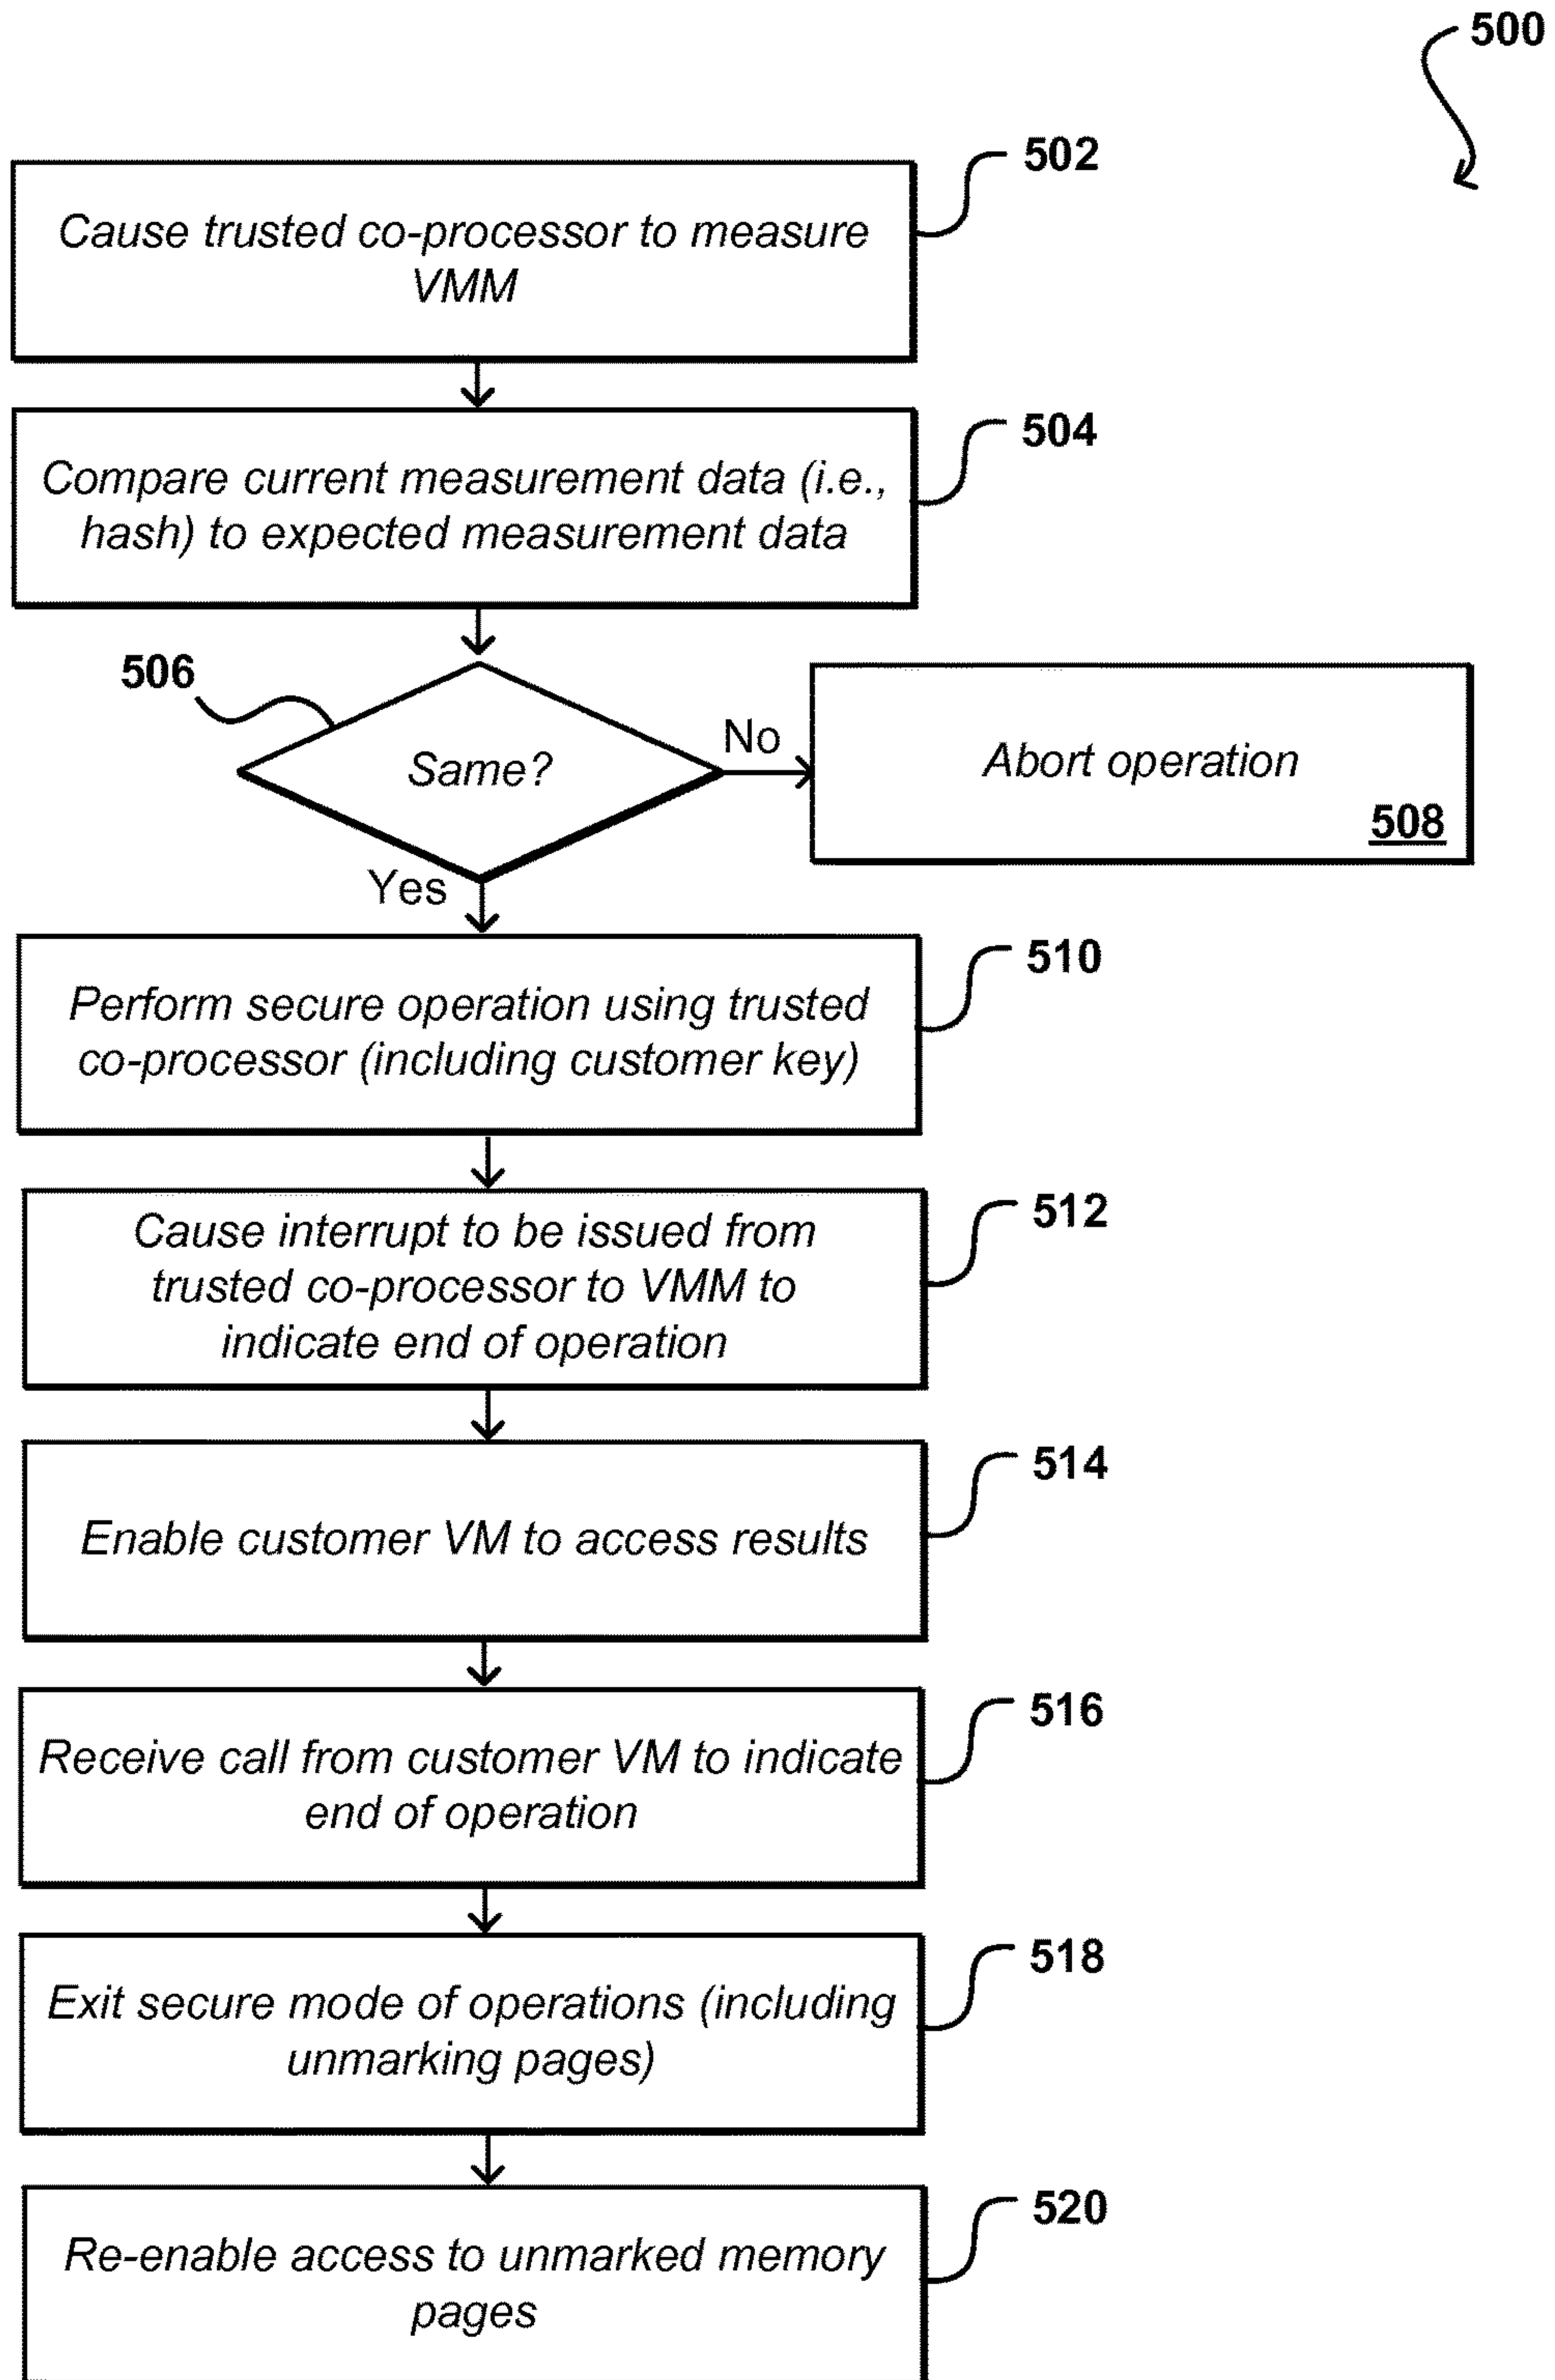 500
502
Cause trusted co-processor to measure
VMM
504
Compare current measurement data (i.e.,
hash) to expected measurement data
506
Same?
No
Abort operation
508
Yes
510
Perform secure operation using trusted
co-processor (including customer key)
512
Cause interrupt to be issued from
trusted co-processor to VMM to
indicate end of operation
514
Enable customer VM to access results
516
Receive call from customer VM to indicate
end of operation
518
Exit secure mode of operations (including
unmarking pages)
520
Re-enable access to unmarked memory
pages